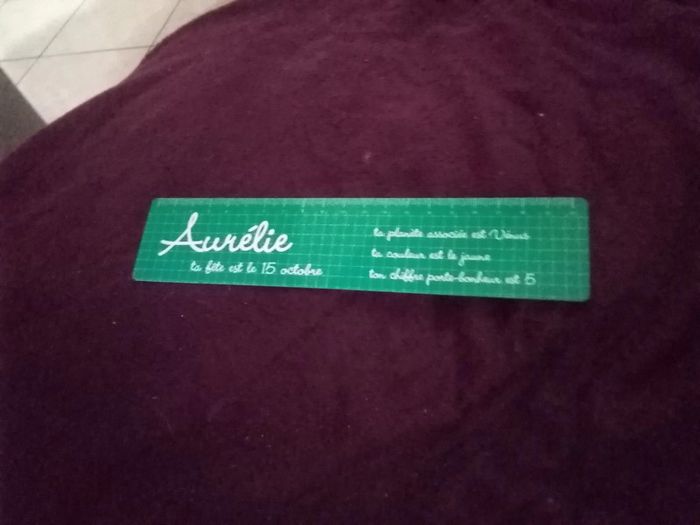 Aurélie
ta fête est le 15 octobre
ta planète associée est Vénus
ta couleur est le jaune
ton chiffre porte-bonheur est 5